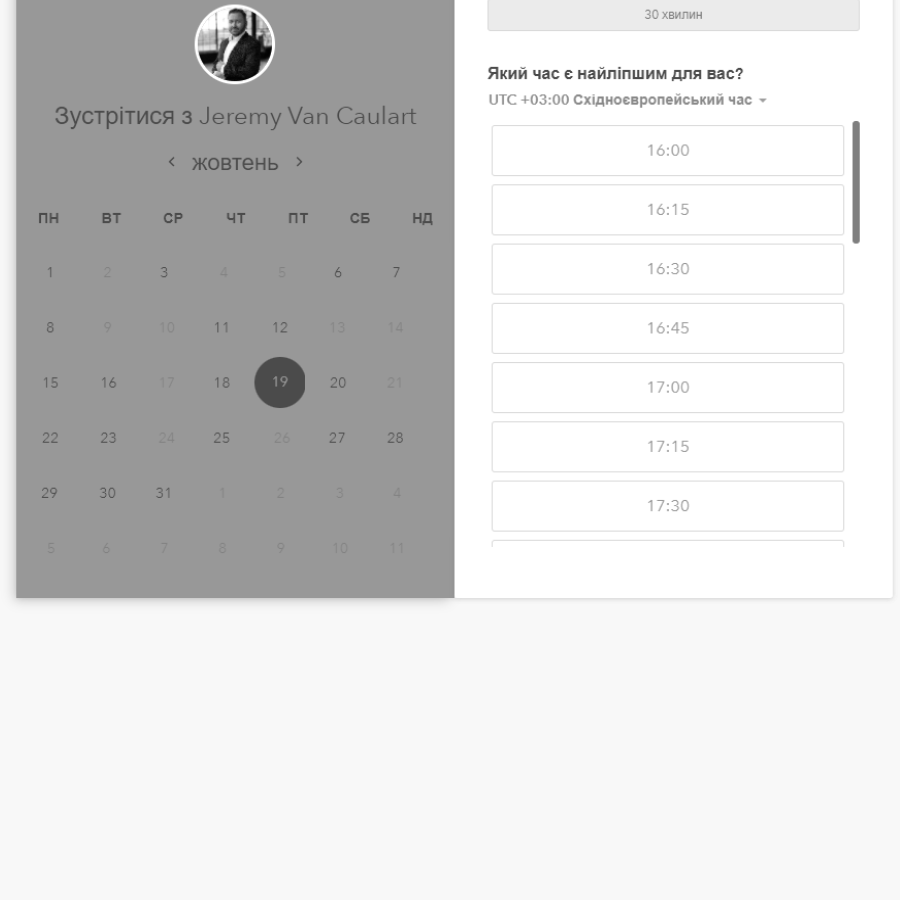 Зустрітися з Jeremy Van Caulart
жовтень
ПН ВТ СР ЧТ ПТ СБ НД
1 2 3 4 5 6 7
8 9 10 11 12 13 14
15 16 17 18 19 20 21
22 23 24 25 26 27 28
29 30 31 1 2 3 4
5 6 7 8 9 10 11
30 хвилин
Який час є найліпшим для вас?
UTC +03:00 Східноєвропейський час
16:00
16:15
16:30
16:45
17:00
17:15
17:30